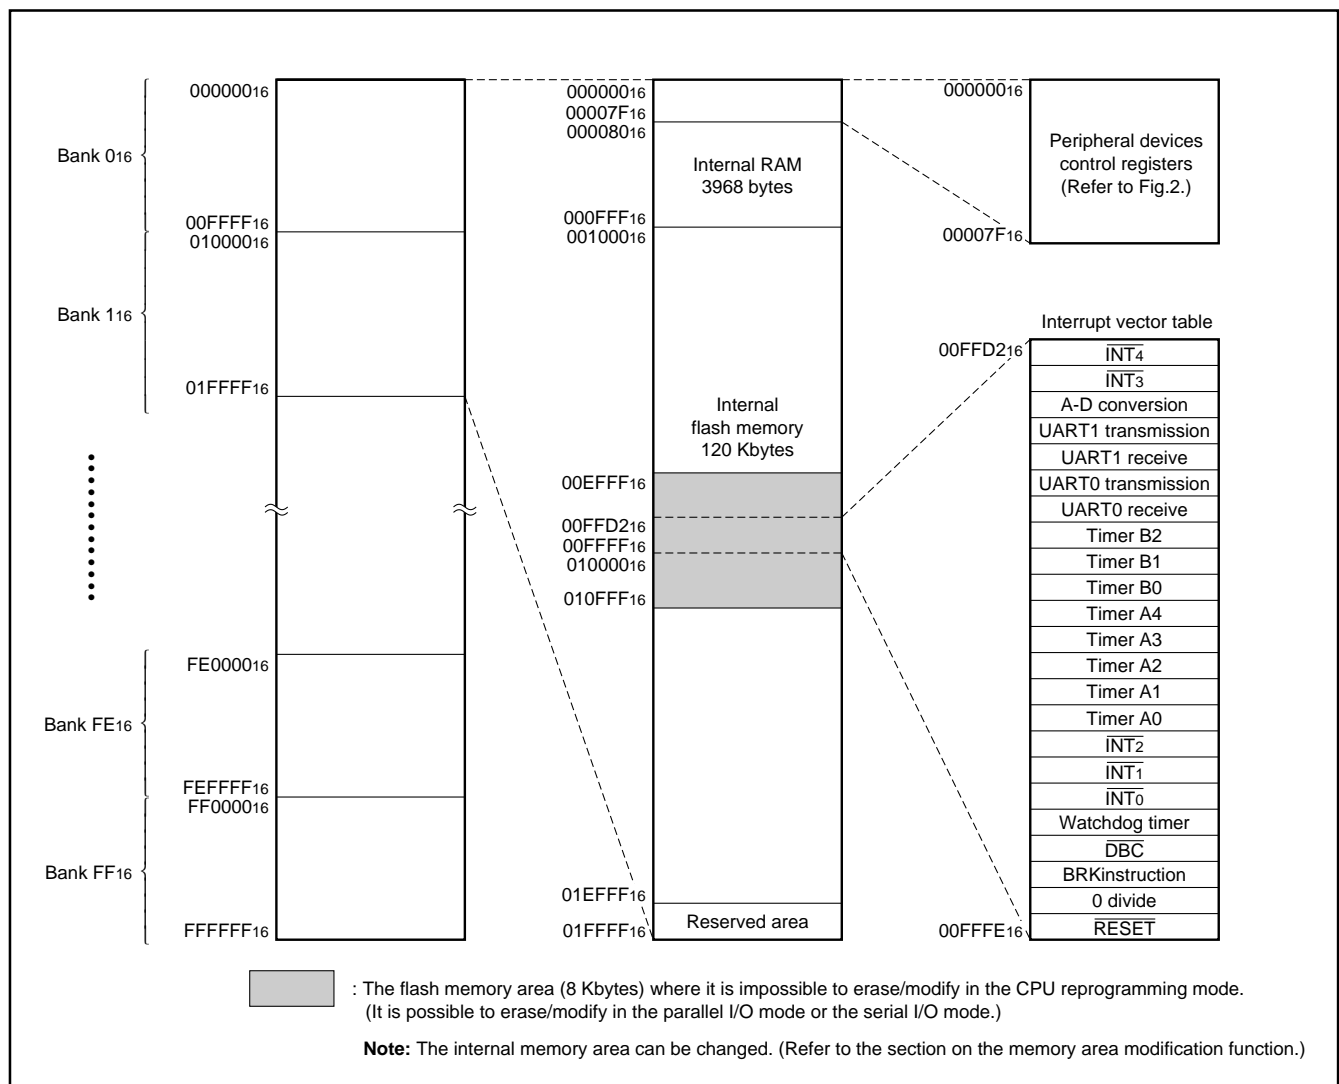 Bank 016
Bank 116
Bank FE16
Bank FF16
00000016
00FFFF16
01000016
01FFFF16
FE000016
FEFFFF16
FF000016
FFFFFF16
00000016
00007F16
00008016
Internal RAM
3968 bytes
000FFF16
00100016
Internal
flash memory
120 Kbytes
00EFFF16
00FFD216
00FFFF16
01000016
010FFF16
01EFFF16
Reserved area
01FFFF16
00000016
Peripheral devices
control registers
(Refer to Fig.2.)
00007F16
Interrupt vector table
00FFD216
INT4
INT3
A-D conversion
UART1 transmission
UART1 receive
UART0 transmission
UART0 receive
Timer B2
Timer B1
Timer B0
Timer A4
Timer A3
Timer A2
Timer A1
Timer A0
INT2
INT1
INT0
Watchdog timer
DBC
BRKinstruction
0 divide
00FFFE16
RESET
: The flash memory area (8 Kbytes) where it is impossible to erase/modify in the CPU reprogramming mode.
(It is possible to erase/modify in the parallel I/O mode or the serial I/O mode.)
Note: The internal memory area can be changed. (Refer to the section on the memory area modification function.)